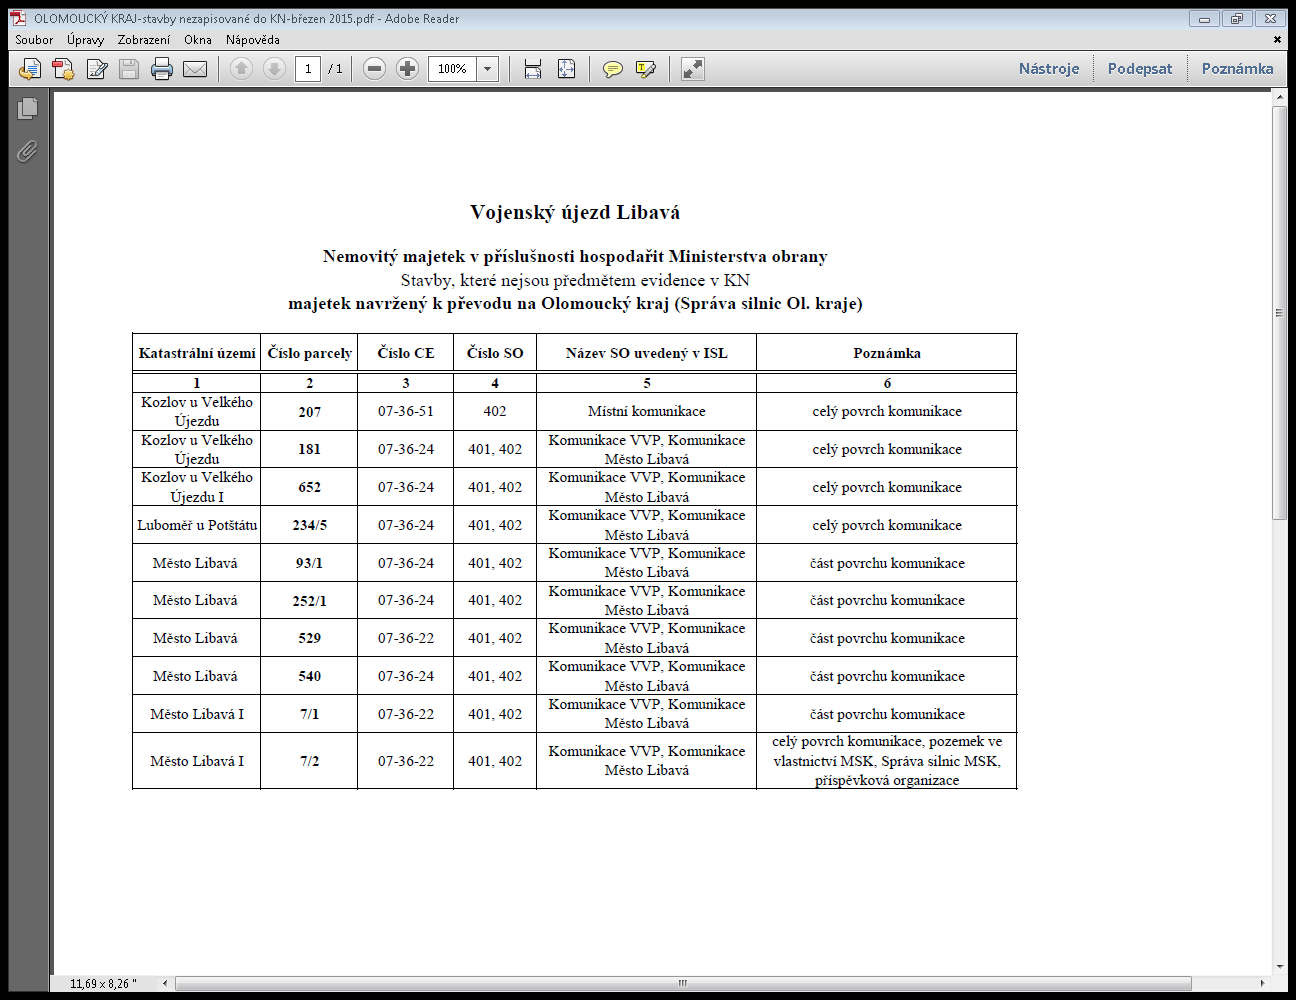 OLOMOUCKÝ KRAJ-stavby nezapisované do KN-březen 2015.pdf - Adobe Reader
Soubor Úpravy Zobrazení Okna Nápověda
1 / 1 100% Nástroje Podepsat Poznámka
Vojenský újezd Libavá
Nemovitý majetek v příslušnosti hospodařit Ministerstva obrany
Stavby, které nejsou předmětem evidence v KN
majetek navržený k převodu na Olomoucký kraj (Správa silnic Ol. kraje)
Katastrální území Číslo parcely Číslo CE Číslo SO Název SO uvedený v ISL Poznámka
1 2 3 4 5 6
Kozlov u Velkého
Újezdu 207 07-36-51 402 Místní komunikace celý povrch komunikace
Kozlov u Velkého Komunikace VVP, Komunikace
Újezdu 181 07-36-24 401, 402 Město Libavá celý povrch komunikace
Kozlov u Velkého Komunikace VVP, Komunikace
Újezdu I 652 07-36-24 401, 402 Město Libavá celý povrch komunikace
Luboměř u Potštátu 234/5 07-36-24 401, 402 Komunikace VVP, Komunikace celý povrch komunikace
Město Libavá
Město Libavá 93/1 07-36-24 401, 402 Komunikace VVP, Komunikace část povrchu komunikace
Město Libavá
Město Libavá 252/1 07-36-24 401, 402 Komunikace VVP, Komunikace část povrchu komunikace
Město Libavá
Město Libavá 529 07-36-22 401, 402 Komunikace VVP, Komunikace část povrchu komunikace
Město Libavá
Město Libavá 540 07-36-24 401, 402 Komunikace VVP, Komunikace část povrchu komunikace
Město Libavá
Město Libavá I 7/1 07-36-22 401, 402 Komunikace VVP, Komunikace část povrchu komunikace
Město Libavá
Město Libavá I 7/2 07-36-22 401, 402 Komunikace VVP, Komunikace celý povrch komunikace, pozemek ve
Město Libavá vlastnictví MSK, Správa silnic MSK,
příspěvková organizace
11,69 x 8,26 "